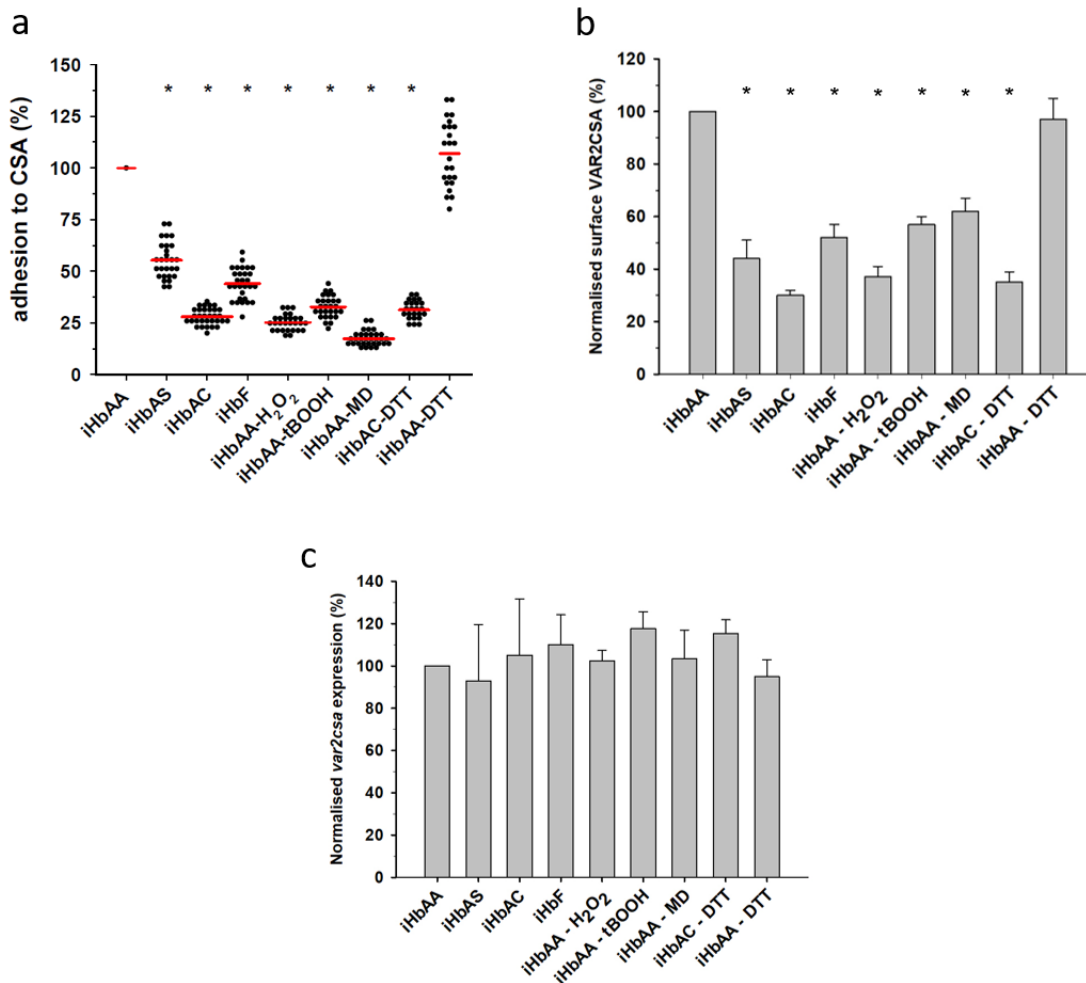 a
adhesion to CSA (%)
150
125
100
75
50
25
0
* * * * * * *
iHbAA
iHbAS
iHbAC
iHbF
iHbAA-H₂O₂
iHbAA-tBOOH
iHbAA-MD
iHbAC-DTT
iHbAA-DTT
b
Normalised surface VAR2CSA (%)
120
100
80
60
40
20
0
* * * * * * *
iHbAA
iHbAS
iHbAC
iHbF
iHbAA - H₂O₂
iHbAA - tBOOH
iHbAA - MD
iHbAC - DTT
iHbAA - DTT
c
Normalised var2csa expression (%)
140
120
100
80
60
40
20
0
iHbAA
iHbAS
iHbAC
iHbF
iHbAA - H₂O₂
iHbAA - tBOOH
iHbAA - MD
iHbAC - DTT
iHbAA - DTT